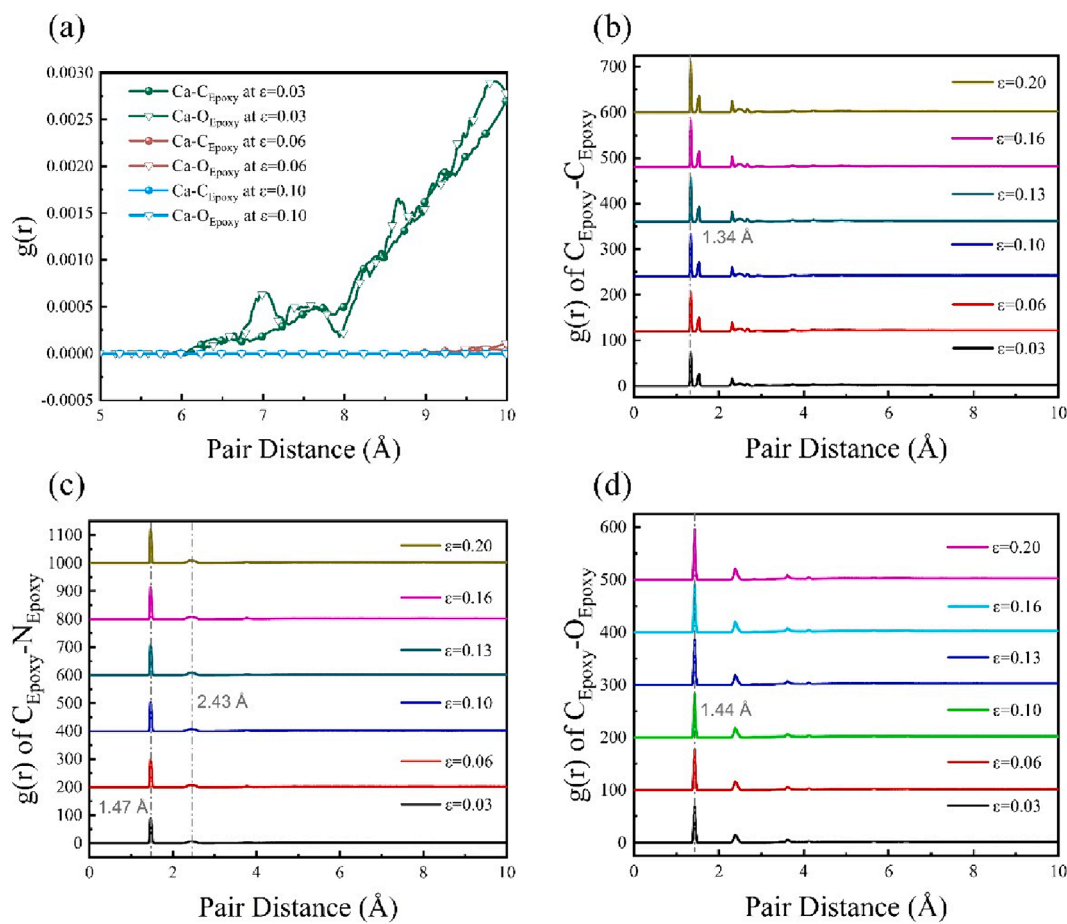 (a)
0.0030
0.0025
0.0020
0.0015
0.0010
0.0005
0.0000
-0.0005
g(r)
Ca-C_Epoxy at ε=0.03
Ca-O_Epoxy at ε=0.03
Ca-C_Epoxy at ε=0.06
Ca-O_Epoxy at ε=0.06
Ca-C_Epoxy at ε=0.10
Ca-O_Epoxy at ε=0.10
5 6 7 8 9 10
Pair Distance (Å)
(b)
700
600
500
400
300
200
100
0
g(r) of C_Epoxy-C_Epoxy
ε=0.20
ε=0.16
ε=0.13
1.34 Å
ε=0.10
ε=0.06
ε=0.03
0 2 4 6 8 10
Pair Distance (Å)
(c)
1100
1000
900
800
700
600
500
400
300
200
100
0
g(r) of C_Epoxy-N_Epoxy
ε=0.20
ε=0.16
ε=0.13
2.43 Å
ε=0.10
ε=0.06
1.47 Å
ε=0.03
0 2 4 6 8 10
Pair Distance (Å)
(d)
600
500
400
300
200
100
0
g(r) of C_Epoxy-O_Epoxy
ε=0.20
ε=0.16
ε=0.13
1.44 Å
ε=0.10
ε=0.06
ε=0.03
0 2 4 6 8 10
Pair Distance (Å)